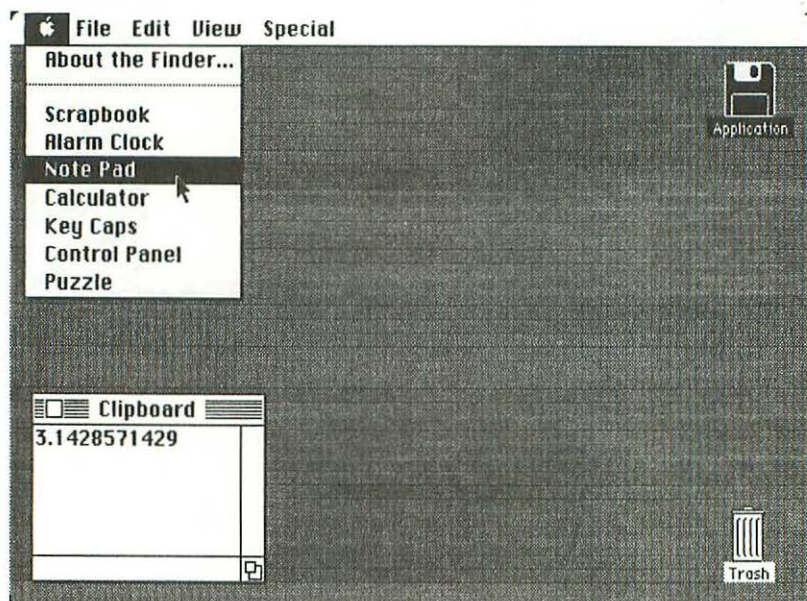 File Edit View Special
About the Finder...
Scrapbook
Alarm Clock
Note Pad
Calculator
Key Caps
Control Panel
Puzzle
Application
Clipboard
3.1428571429
Trash